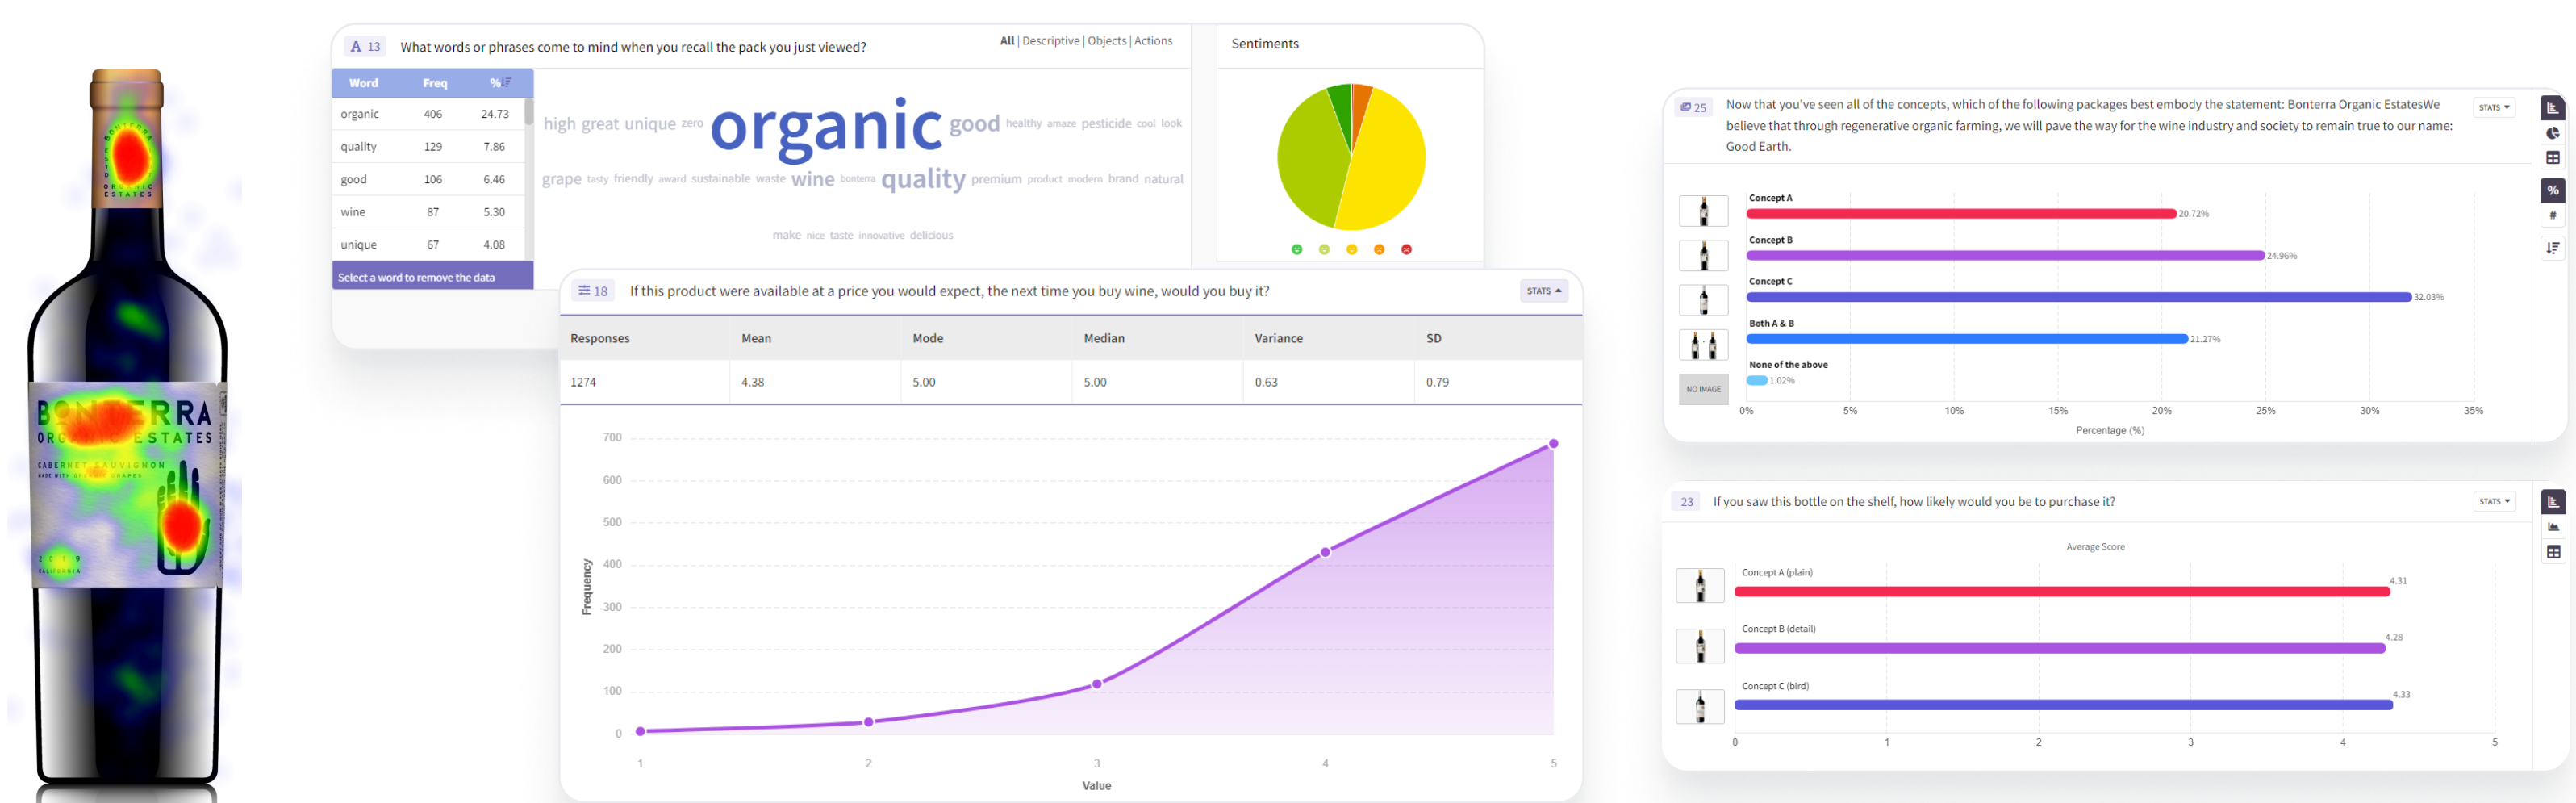 BONTERRA
ESTD
ORGANIC
ESTATES
BONTERRA
ORGANIC ESTATES
CABERNET SAUVIGNON
MADE WITH ORGANIC GRAPES
2019
CALIFORNIA
A 13 What words or phrases come to mind when you recall the pack you just viewed?
All | Descriptive | Objects | Actions
Word Freq %
organic 406 24.73
quality 129 7.86
good 106 6.46
wine 87 5.30
unique 67 4.08
Select a word to remove the data
high great unique zero organic good healthy amaze pesticide cool look
grape tasty friendly award sustainable waste wine bonterra quality premium product modern brand natural
make nice taste innovative delicious
Sentiments
18 If this product were available at a price you would expect, the next time you buy wine, would you buy it?
STATS
Responses Mean Mode Median Variance SD
1274 4.38 5.00 5.00 0.63 0.79
700
600
500
400
300
200
100
0
Frequency
1 2 3 4 5
Value
25 Now that you've seen all of the concepts, which of the following packages best embody the statement: Bonterra Organic EstatesWe
believe that through regenerative organic farming, we will pave the way for the wine industry and society to remain true to our name:
Good Earth.
STATS
%
#
Concept A
20.72%
Concept B
24.96%
Concept C
32.03%
Both A & B
21.27%
None of the above
NO IMAGE
1.02%
0% 5% 10% 15% 20% 25% 30% 35%
Percentage (%)
23 If you saw this bottle on the shelf, how likely would you be to purchase it?
STATS
Average Score
Concept A (plain)
4.31
Concept B (detail)
4.28
Concept C (bird)
4.33
0 1 2 3 4 5